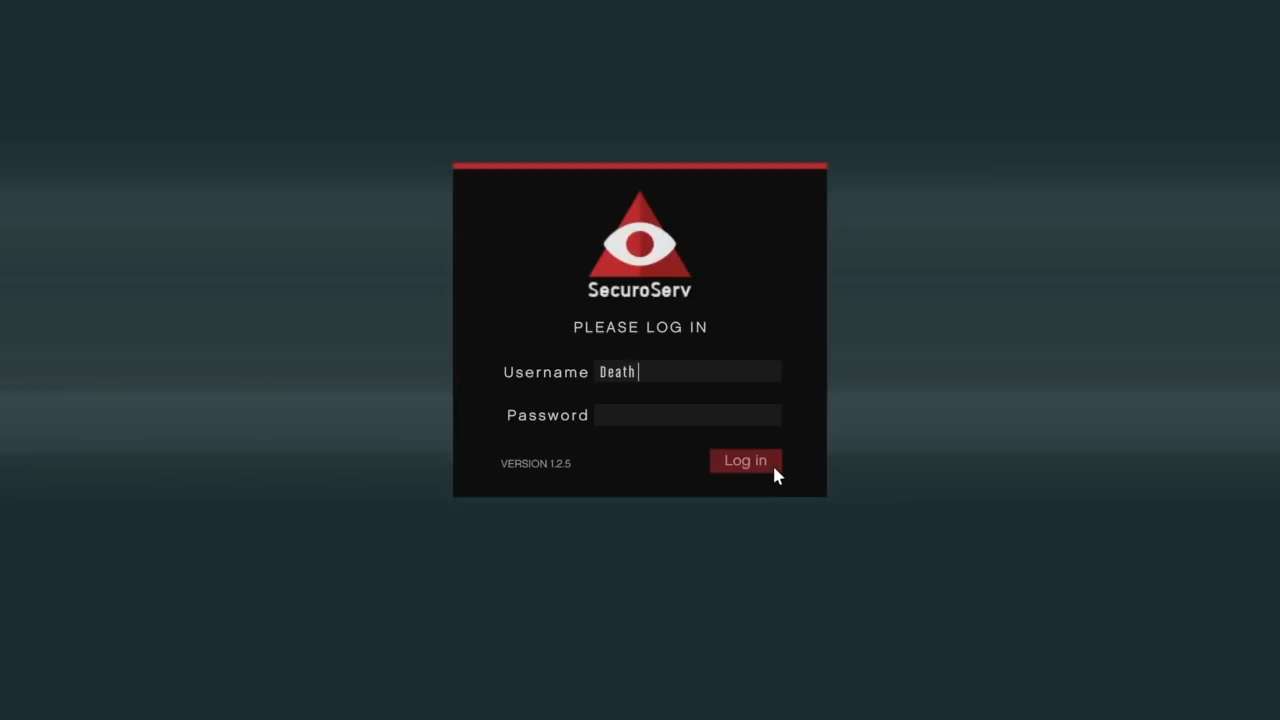 SecuroServ
PLEASE LOG IN
Username Death
Password
VERSION 1.2.5 Log in